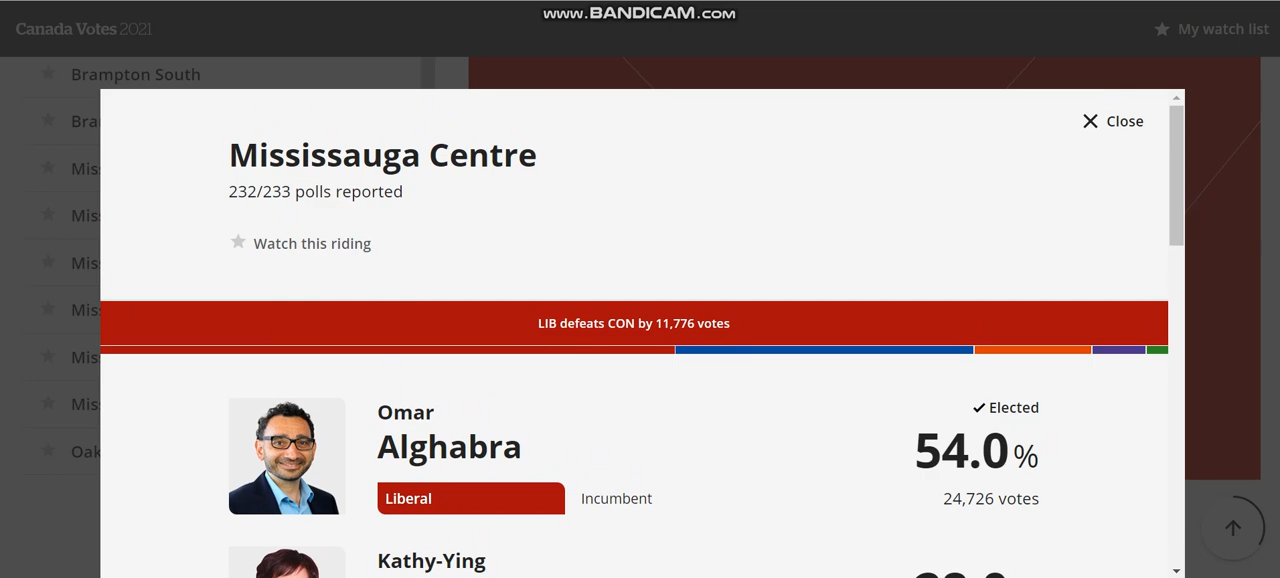 www.BANDICAM.com
Canada Votes 2021
My watch list
Brampton South
Close
Mississauga Centre
232/233 polls reported
Watch this riding
LIB defeats CON by 11,776 votes
Omar
Alghabra
Elected
54.0 %
Liberal
Incumbent
24,726 votes
Kathy-Ying